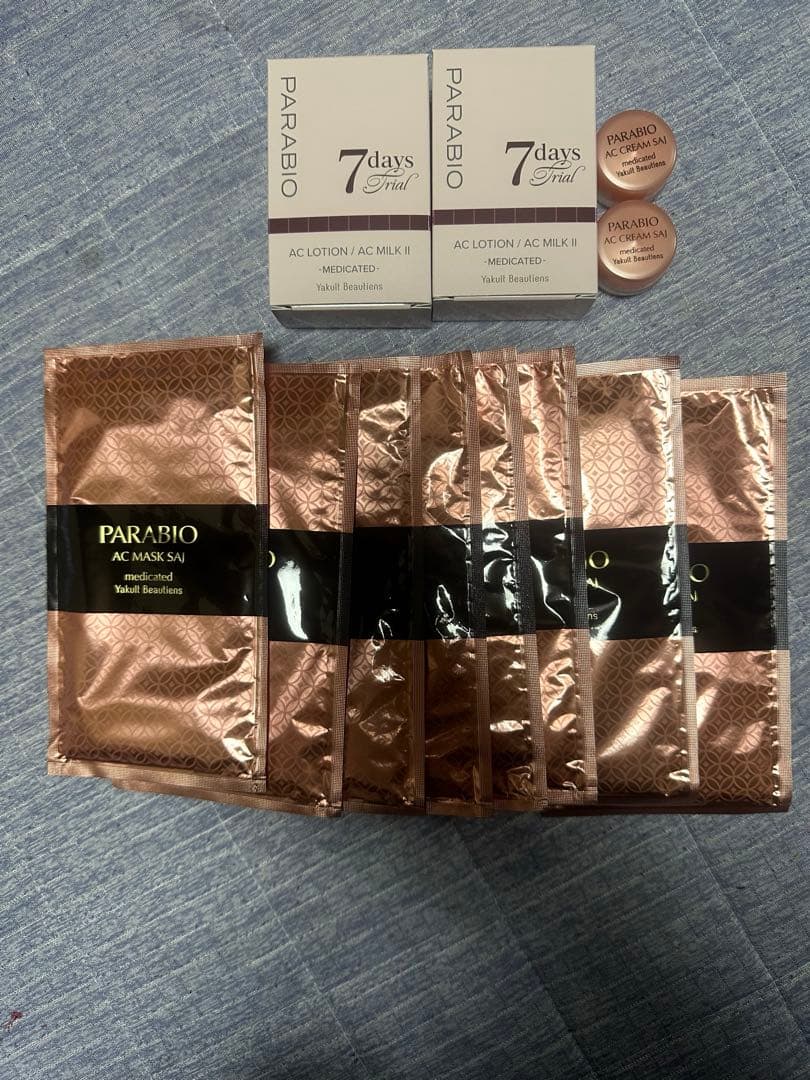 PARABIO
7days
Trial
AC LOTION / AC MILK II
-MEDICATED-
Yakult Beautiens
PARABIO
7days
Trial
AC LOTION / AC MILK II
-MEDICATED-
Yakult Beautiens
PARABIO
AC CREAM SAJ
medicated
Yakult Beautiens
PARABIO
AC CREAM SAJ
medicated
Yakult Beautiens
PARABIO
AC MASK SAJ
medicated
Yakult Beautiens
O
ns
O